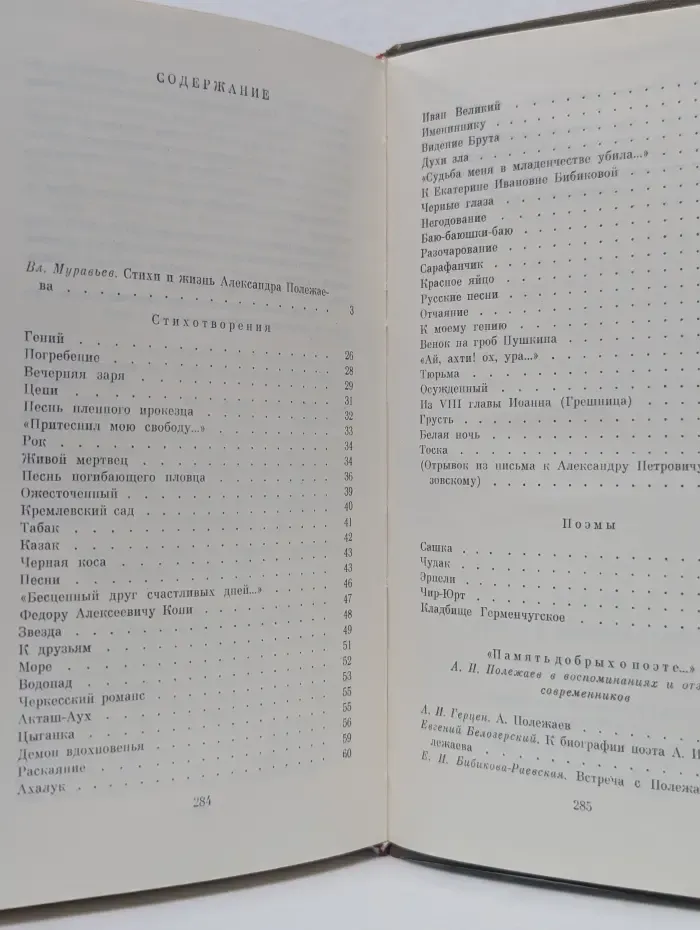 СОДЕРЖАНИЕ
Вл. Муравьев. Стихи и жизнь Александра Полежае-
ва . . . . . . . . . . . . . . . . 3
Стихотворения
Гений . . . . . . . . . . . . . . . . 26
Погребение . . . . . . . . . . . . . . 28
Вечерняя заря . . . . . . . . . . . . . 29
Цепи . . . . . . . . . . . . . . . . 31
Песнь пленного ирокезца . . . . . . . . . 32
«Притеснил мою свободу...» . . . . . . . . 33
Рок . . . . . . . . . . . . . . . . 34
Живой мертвец . . . . . . . . . . . . 34
Песнь погибающего пловца . . . . . . . . 36
Ожесточенный . . . . . . . . . . . . . 39
Кремлевский сад . . . . . . . . . . . . 40
Табак . . . . . . . . . . . . . . . . 41
Казак . . . . . . . . . . . . . . . . 42
Черная коса . . . . . . . . . . . . . 43
Песни . . . . . . . . . . . . . . . . 43
«Бесценный друг счастливых дней...» . . . . . 46
Федору Алексеевичу Кони . . . . . . . . . 47
Звезда . . . . . . . . . . . . . . . 48
К друзьям . . . . . . . . . . . . . . 49
Море . . . . . . . . . . . . . . . . 51
Водопад . . . . . . . . . . . . . . . 52
Черкесский романс . . . . . . . . . . . 53
Акташ-Аух . . . . . . . . . . . . . . 55
Цыганка . . . . . . . . . . . . . . . 55
Демон вдохновенья . . . . . . . . . . . 56
Раскаяние . . . . . . . . . . . . . . 59
Ахалук . . . . . . . . . . . . . . . 60
284
Иван Великий . . . . . . . . . .
Имениннику . . . . . . . . . .
Видение Брута . . . . . . . . . .
Духи зла . . . . . . . . . . . .
«Судьба меня в младенчестве убила...» . . .
К Екатерине Ивановне Бибиковой . . . .
Черные глаза . . . . . . . . . .
Негодование . . . . . . . . . .
Баю-баюшки-баю . . . . . . . . .
Разочарование . . . . . . . . . .
Сарафанчик . . . . . . . . . . .
Красное яйцо . . . . . . . . . .
Русские песни . . . . . . . . . .
Отчаяние . . . . . . . . . . . .
К моему гению . . . . . . . . . .
Венок на гроб Пушкина . . . . . . . .
«Ай, ахти! ох, ура...» . . . . . . . .
Тюрьма . . . . . . . . . . . .
Осужденный . . . . . . . . . . .
Из VIII главы Иоанна (Грешница) . . . .
Грусть . . . . . . . . . . . .
Белая ночь . . . . . . . . . . .
Тоска . . . . . . . . . . . . .
(Отрывок из письма к Александру Петровичу
зовскому) . . . . . . . . . . .
Поэмы
Сашка . . . . . . . . . . . . .
Чудак . . . . . . . . . . . . .
Эрпели . . . . . . . . . . . . .
Чир-Юрт . . . . . . . . . . . .
Кладбище Герменчугское . . . . . . . .
«Память добрых о поэте...»
А. И. Полежаев в воспоминаниях и отз
современников
А. И. Герцен. А. Полежаев . . . . . .
Евгений Белозерский. К биографии поэта А. И
лежаева . . . . . . . . . . . .
Е. И. Бибикова-Раевская. Встреча с Полежа
285